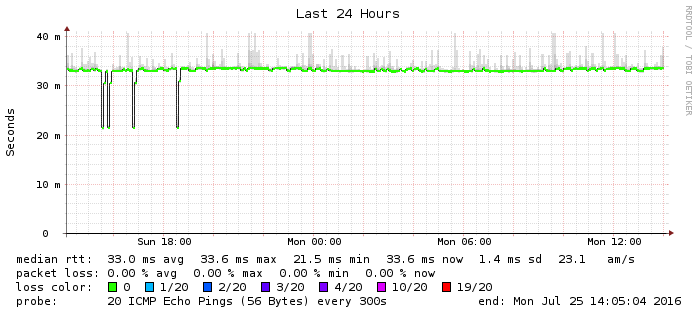 Last 24 Hours
RRDTOOL / TOBI OETIKER
Seconds
40 m
30 m
20 m
10 m
0
Sun 18:00 Mon 00:00 Mon 06:00 Mon 12:00
median rtt: 33.0 ms avg 33.6 ms max 21.5 ms min 33.6 ms now 1.4 ms sd 23.1 am/s
packet loss: 0.00 % avg 0.00 % max 0.00 % min 0.00 % now
loss color: 0 1/20 2/20 3/20 4/20 10/20 19/20
probe: 20 ICMP Echo Pings (56 Bytes) every 300s end: Mon Jul 25 14:05:04 2016